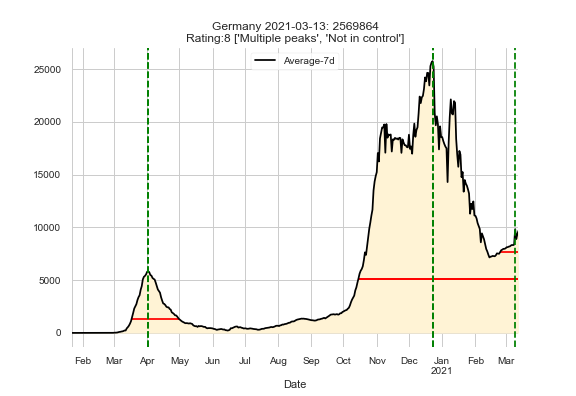 Germany 2021-03-13: 2569864
Rating:8 ['Multiple peaks', 'Not in control']
Average-7d
25000
20000
15000
10000
5000
0
Feb Mar Apr May Jun Jul Aug Sep Oct Nov Dec Jan Feb Mar
2021
Date